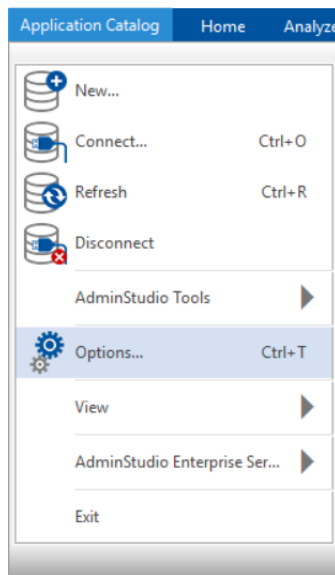 Application Catalog Home Analyze
New...
Connect... Ctrl+O
Refresh Ctrl+R
Disconnect
AdminStudio Tools
Options... Ctrl+T
View
AdminStudio Enterprise Ser...
Exit